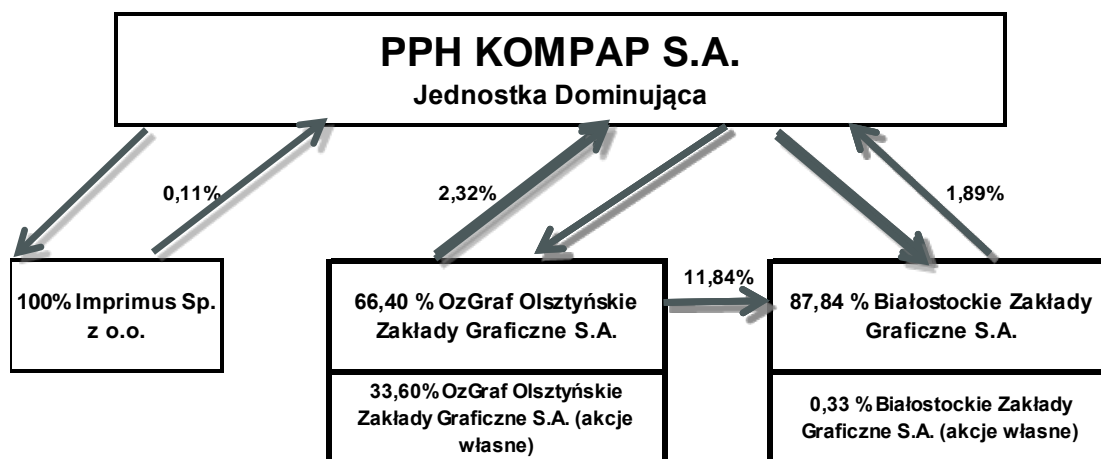 PPH KOMPAP S.A.
Jednostka Dominująca
0,11%
2,32%
1,89%
100% Imprimus Sp.
z o.o.
66,40 % OzGraf Olsztyńskie
Zakłady Graficzne S.A.
11,84%
87,84 % Białostockie Zakłady
Graficzne S.A.
33,60% OzGraf Olsztyńskie
Zakłady Graficzne S.A. (akcje
własne)
0,33 % Białostockie Zakłady
Graficzne S.A. (akcje własne)